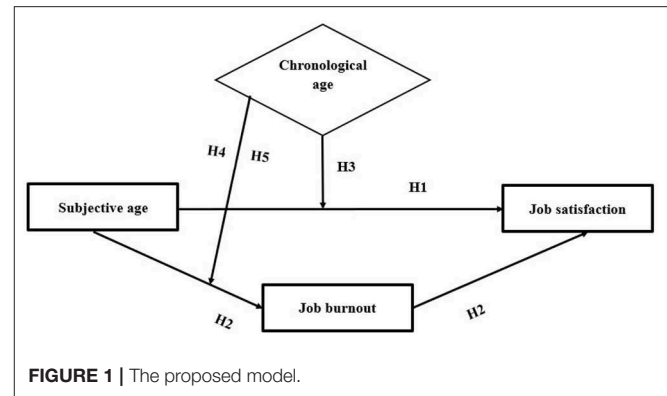 Chronological
age
H4
H5
H3
H1
Subjective age
Job satisfaction
H2
Job burnout
H2
FIGURE 1 | The proposed model.